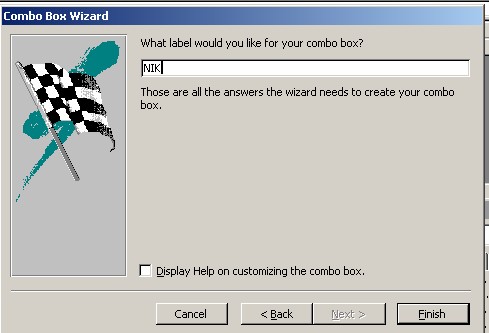 Combo Box Wizard
What label would you like for your combo box?
NIK
Those are all the answers the wizard needs to create your combo
box.
Display Help on customizing the combo box.
Cancel
< Back
Next >
Finish